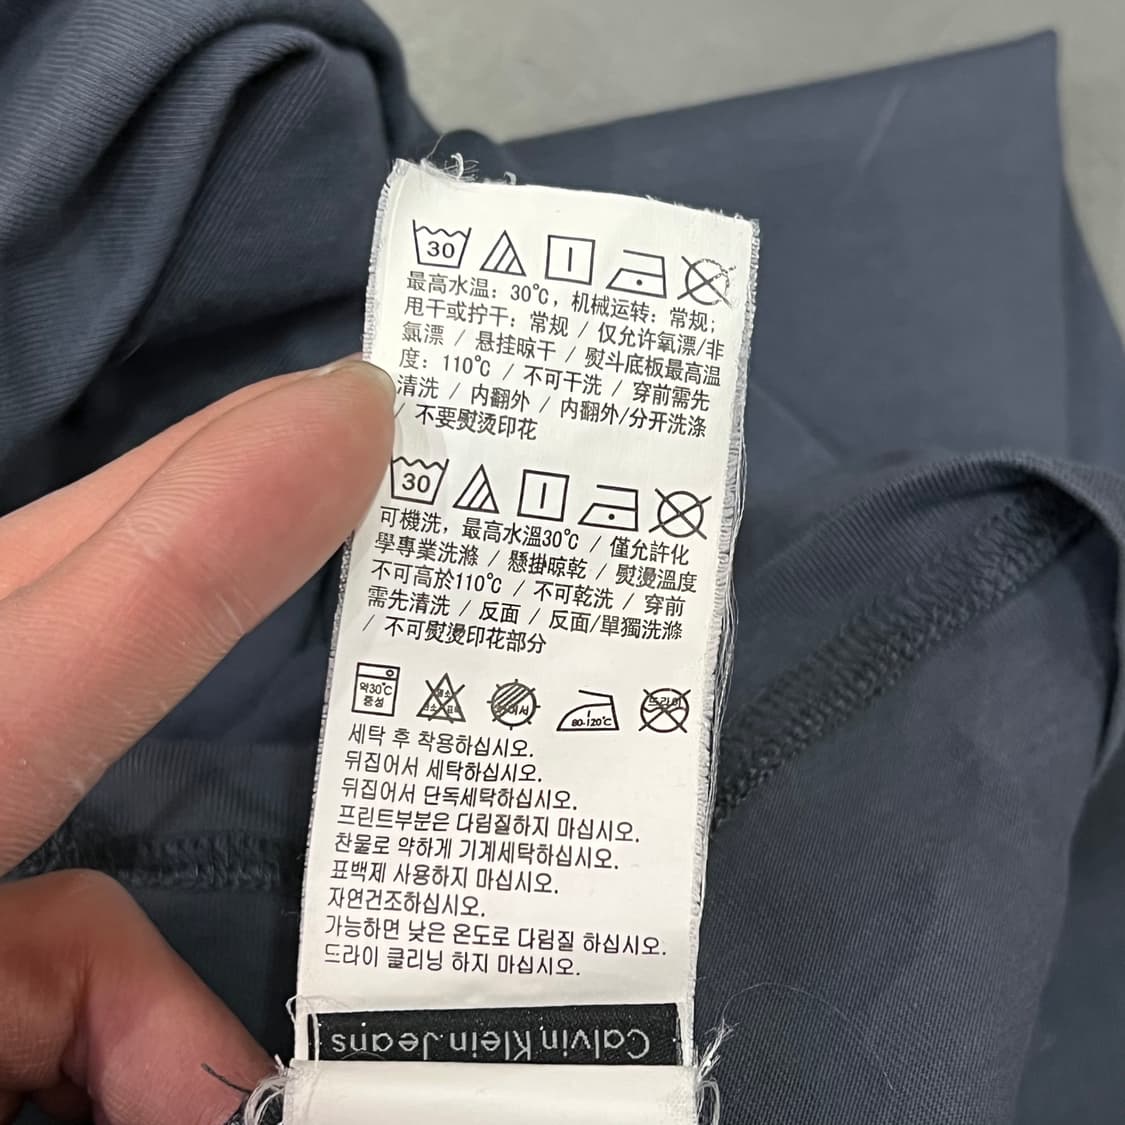 30
最高水温：30℃，机械运转：常规；
甩干或拧干：常规 / 仅允许氧漂/非
氯漂 / 悬挂晾干 / 熨斗底板最高温
度：110℃ / 不可干洗 / 穿前需先
清洗 / 内翻外 / 内翻外/分开洗涤
/ 不要熨烫印花
30
可機洗，最高水溫30℃ / 僅允許化
學專業洗滌 / 懸掛晾乾 / 熨燙溫度
不可高於110℃ / 不可乾洗 / 穿前
需先清洗 / 反面 / 反面/單獨洗滌
/ 不可熨燙印花部分
약30℃
중성
80-120℃
드라이
세탁 후 착용하십시오.
뒤집어서 세탁하십시오.
뒤집어서 단독세탁하십시오.
프린트부분은 다림질하지 마십시오.
찬물로 약하게 기계세탁하십시오.
표백제 사용하지 마십시오.
자연건조하십시오.
가능하면 낮은 온도로 다림질 하십시오.
드라이 클리닝 하지 마십시오.
Calvin Klein Jeans